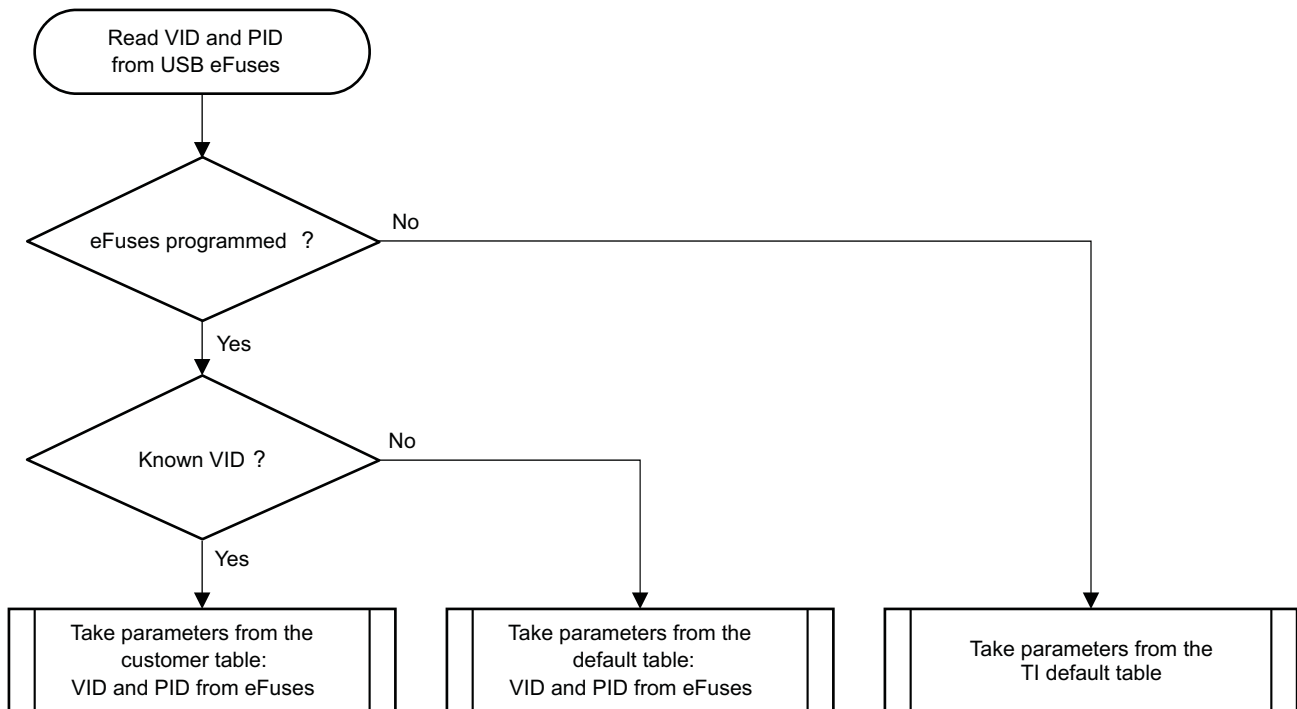 Read VID and PID
from USB eFuses
eFuses programmed ?
No
Yes
Known VID ?
No
Yes
Take parameters from the
customer table:
VID and PID from eFuses
Take parameters from the
default table:
VID and PID from eFuses
Take parameters from the
TI default table